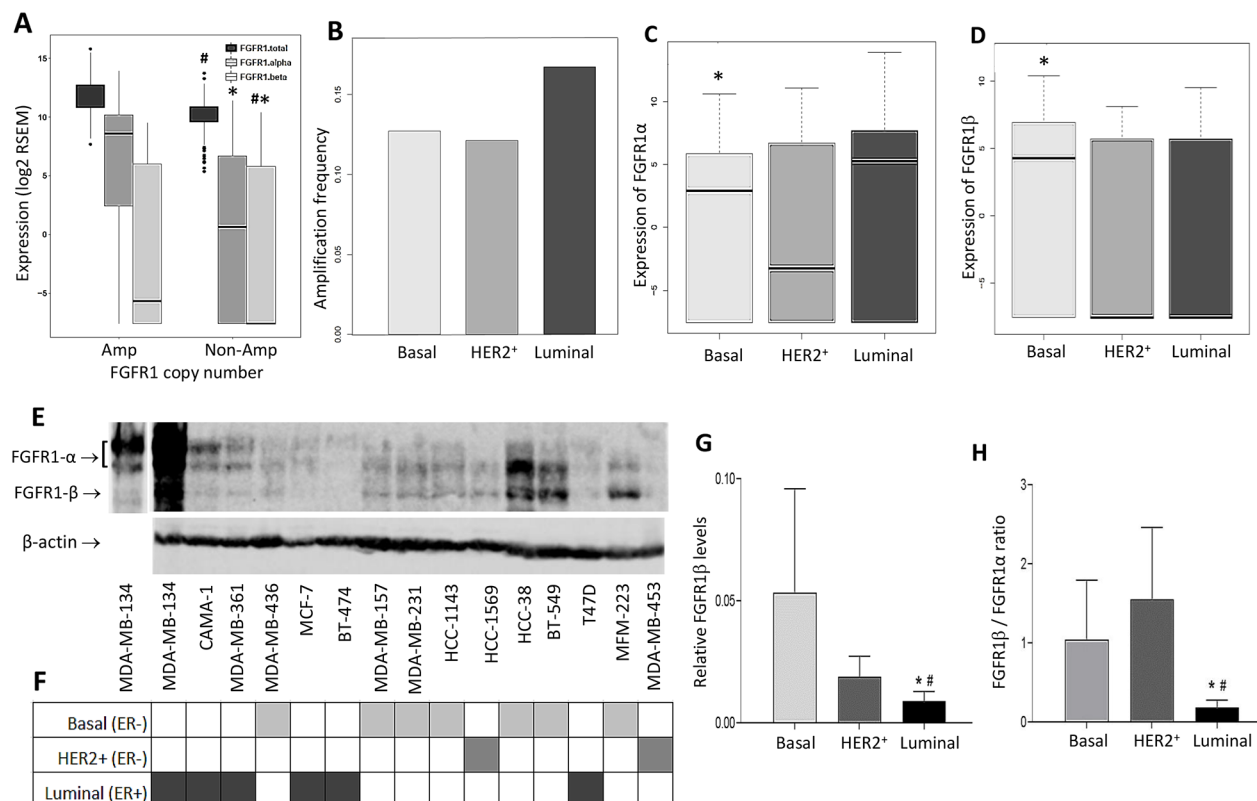 A
Expression (log2 RSEM)
15
10
5
0
−5
FGFR1.total
FGFR1.alpha
FGFR1.beta
#
*
#*
Amp
Non-Amp
FGFR1 copy number
B
Amplification frequency
0.15
0.10
0.05
0.00
Basal
HER2+
Luminal
C
Expression of FGFR1α
10
5
0
-5
*
Basal
HER2+
Luminal
D
Expression of FGFR1β
10
5
0
-5
*
Basal
HER2+
Luminal
E
FGFR1-α →
FGFR1-β →
β-actin →
MDA-MB-134
MDA-MB-134
CAMA-1
MDA-MB-361
MDA-MB-436
MCF-7
BT-474
MDA-MB-157
MDA-MB-231
HCC-1143
HCC-1569
HCC-38
BT-549
T47D
MFM-223
MDA-MB-453
F
Basal (ER-)
HER2+ (ER-)
Luminal (ER+)
G
Relative FGFR1β levels
0.10
0.05
0.00
* #
Basal
HER2+
Luminal
H
FGFR1β / FGFR1α ratio
3
2
1
0
* #
Basal
HER2+
Luminal